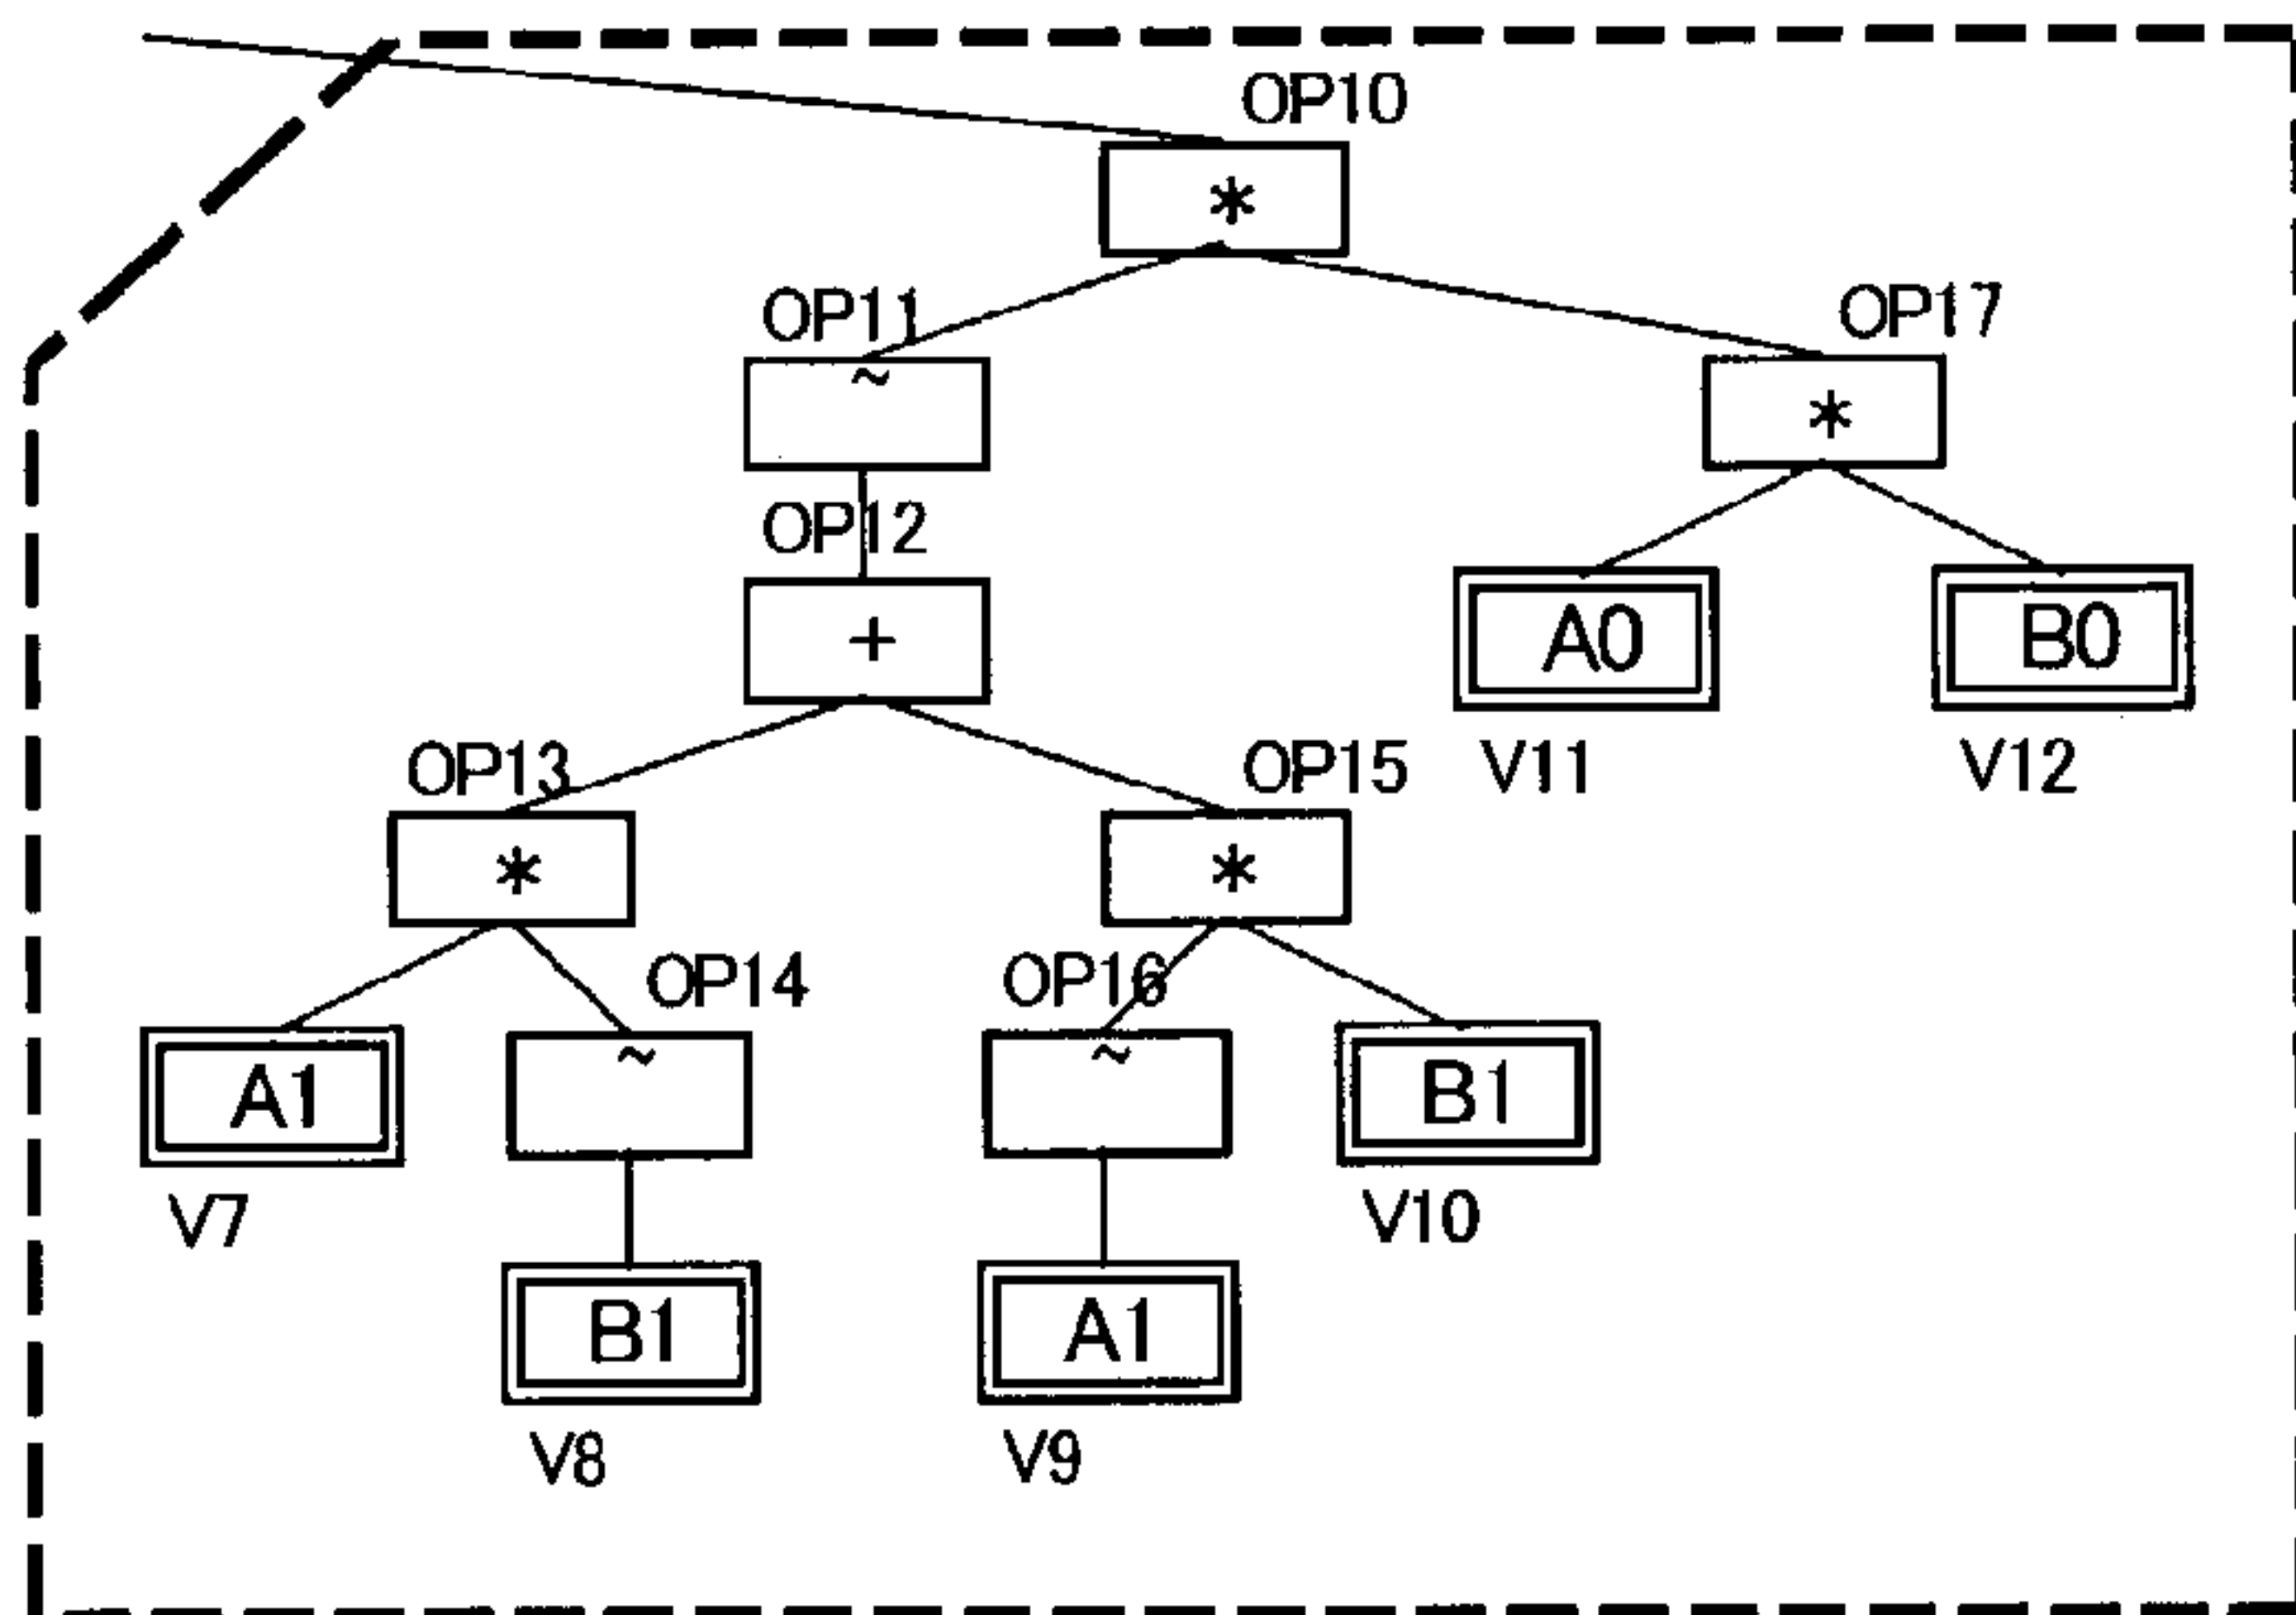 OP10
*
OP11
~
OP17
*
OP12
+
A0
B0
V11
V12
OP13
*
OP15
*
OP14
~
OP16
~
A1
V7
B1
V10
B1
V8
A1
V9